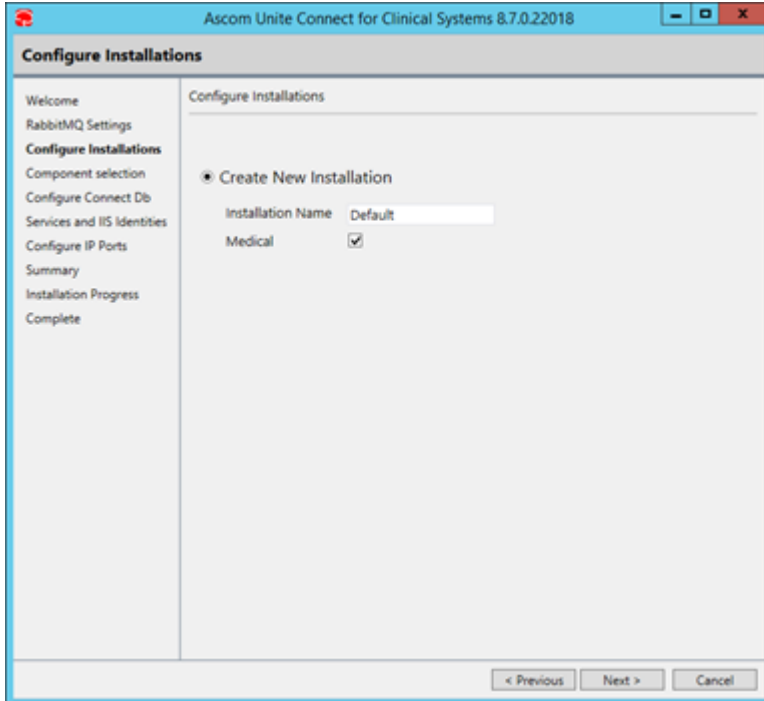 Ascom Unite Connect for Clinical Systems 8.7.0.22018
Configure Installations
Welcome
RabbitMQ Settings
Configure Installations
Component selection
Configure Connect Db
Services and IIS Identities
Configure IP Ports
Summary
Installation Progress
Complete
Configure Installations
Create New Installation
Installation Name Default
Medical
< Previous Next > Cancel